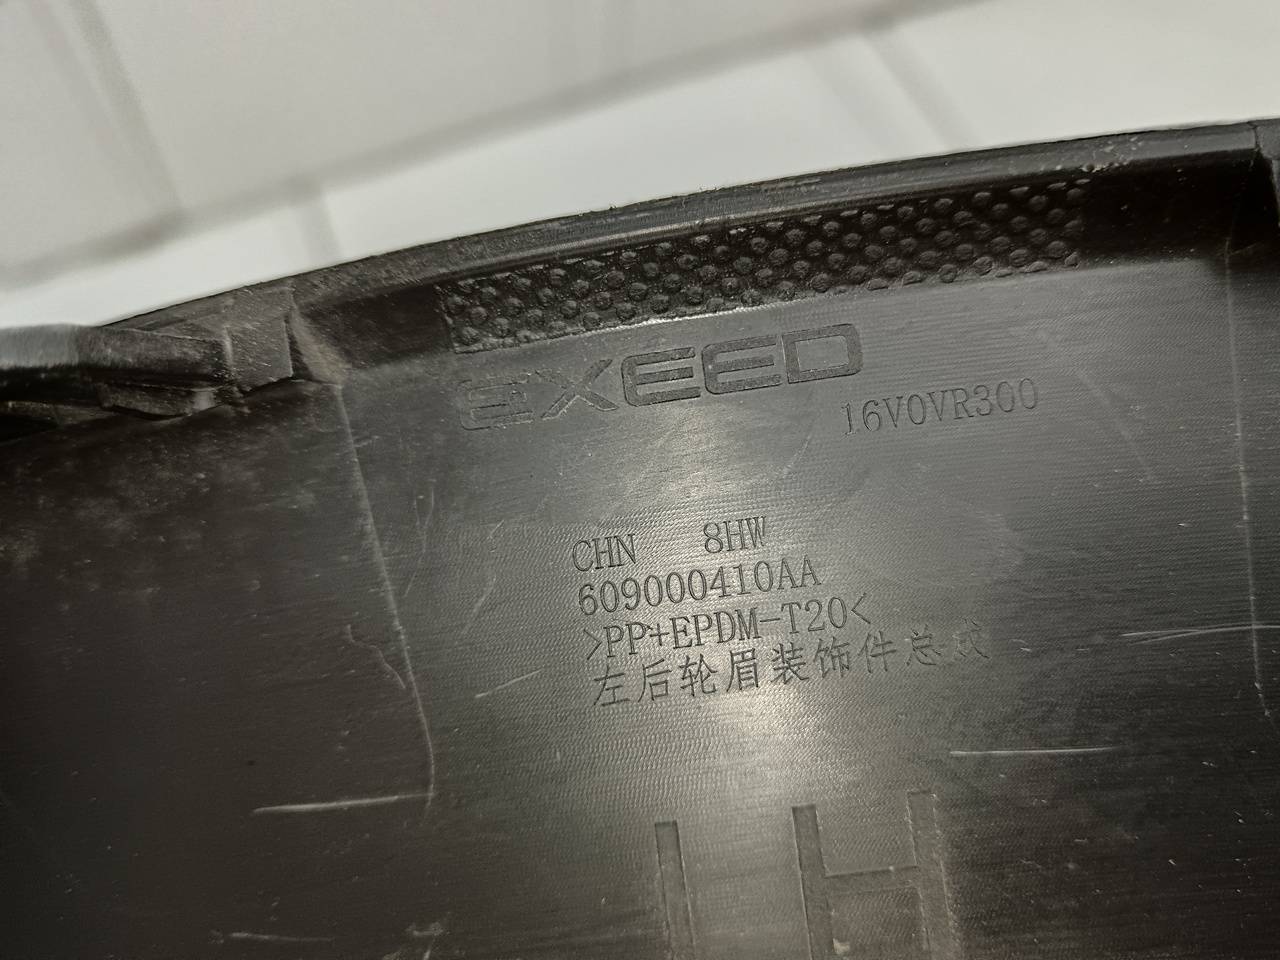 EXEED
16V0VR300
CHN 8HW
609000410AA
>PP+EPDM-T20<
左后轮眉装饰件总成
LH